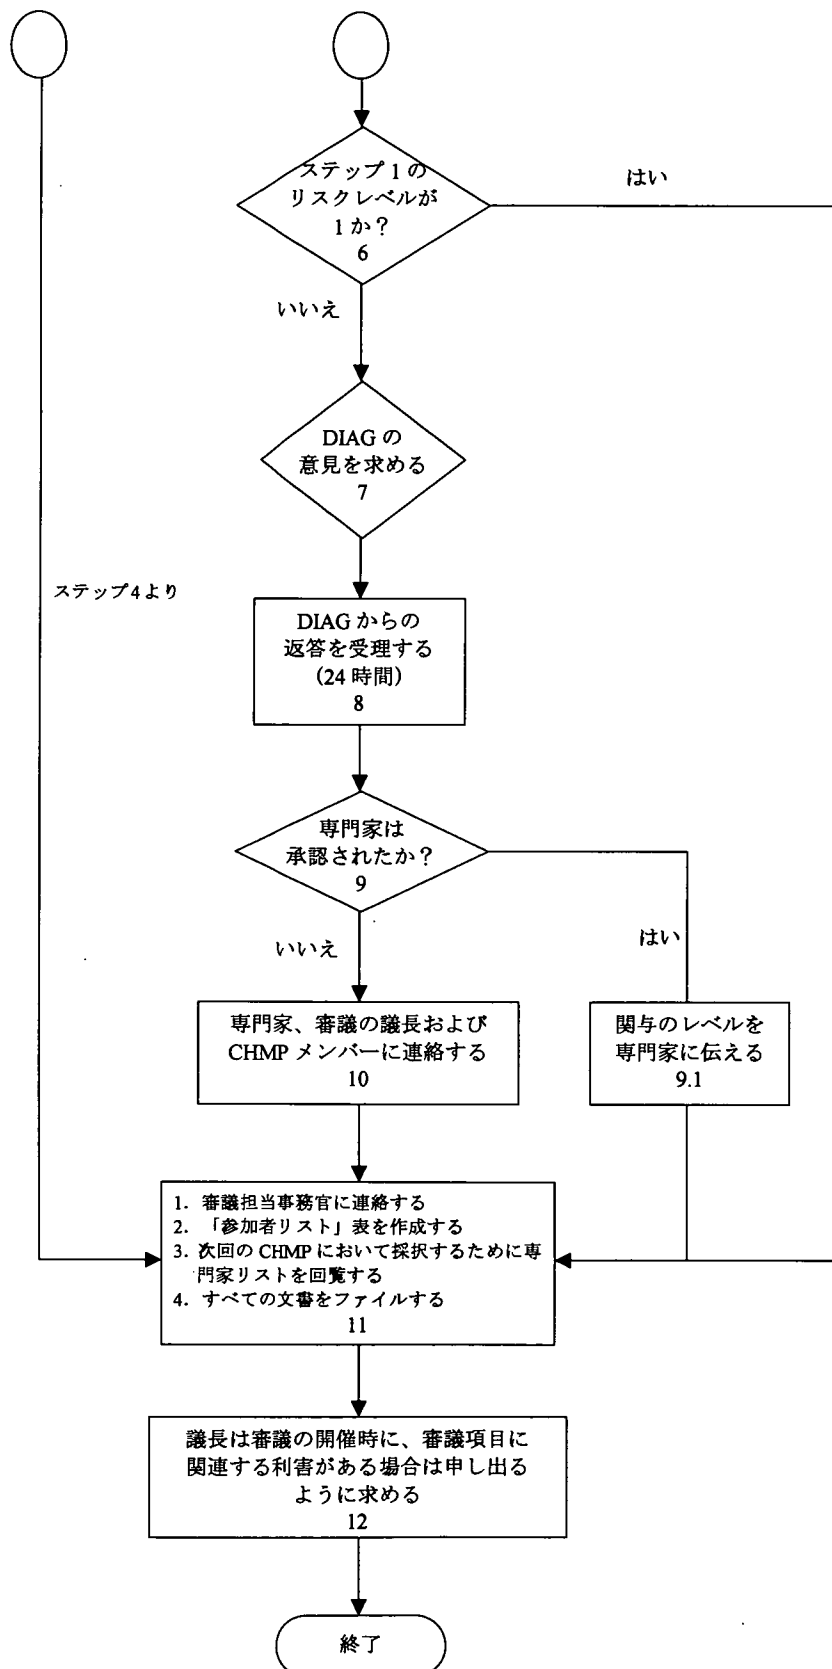 ステップ1の
リスクレベルが
1か？
6
はい
いいえ
DIAGの
意見を求める
7
ステップ4より
DIAGからの
返答を受理する
（24時間）
8
専門家は
承認されたか？
9
いいえ
はい
専門家、審議の議長および
CHMPメンバーに連絡する
10
関与のレベルを
専門家に伝える
9.1
1. 審議担当事務官に連絡する
2. 「参加者リスト」表を作成する
3. 次回のCHMPにおいて採択するために専
門家リストを回覧する
4. すべての文書をファイルする
11
議長は審議の開催時に、審議項目に
関連する利害がある場合は申し出る
ように求める
12
終了